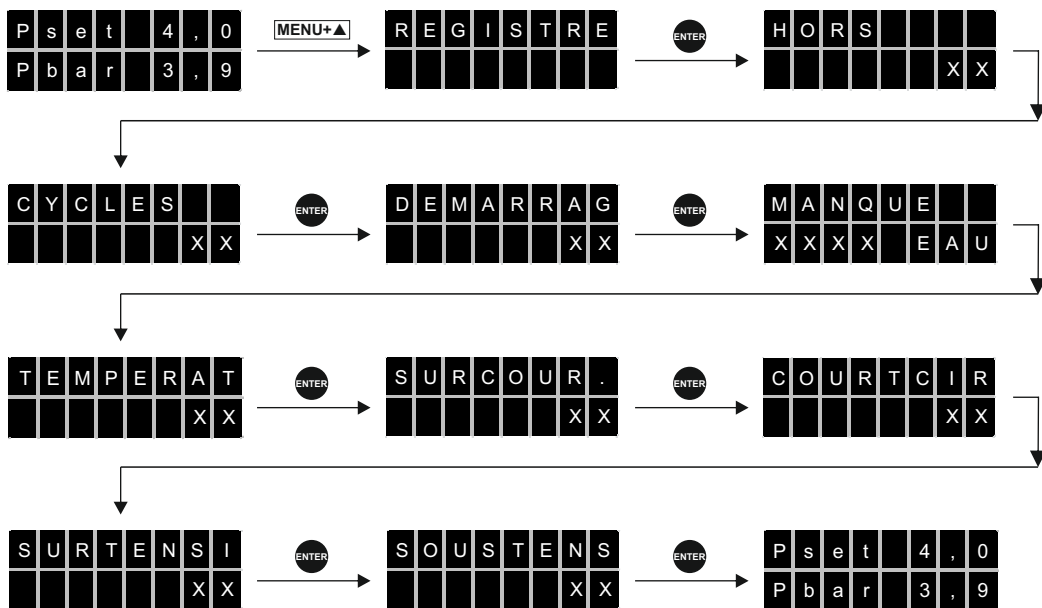 Pset 4,0
Pbar 3,9
MENU+▲
REGISTRE
ENTER
HORS
XX
CYCLES
XX
ENTER
DEMARRAG
XX
ENTER
MANQUE
XXXX EAU
TEMPERAT
XX
ENTER
SURCOUR.
XX
ENTER
COURTCIR
XX
SURTENSI
XX
ENTER
SOUSTENS
XX
ENTER
Pset 4,0
Pbar 3,9